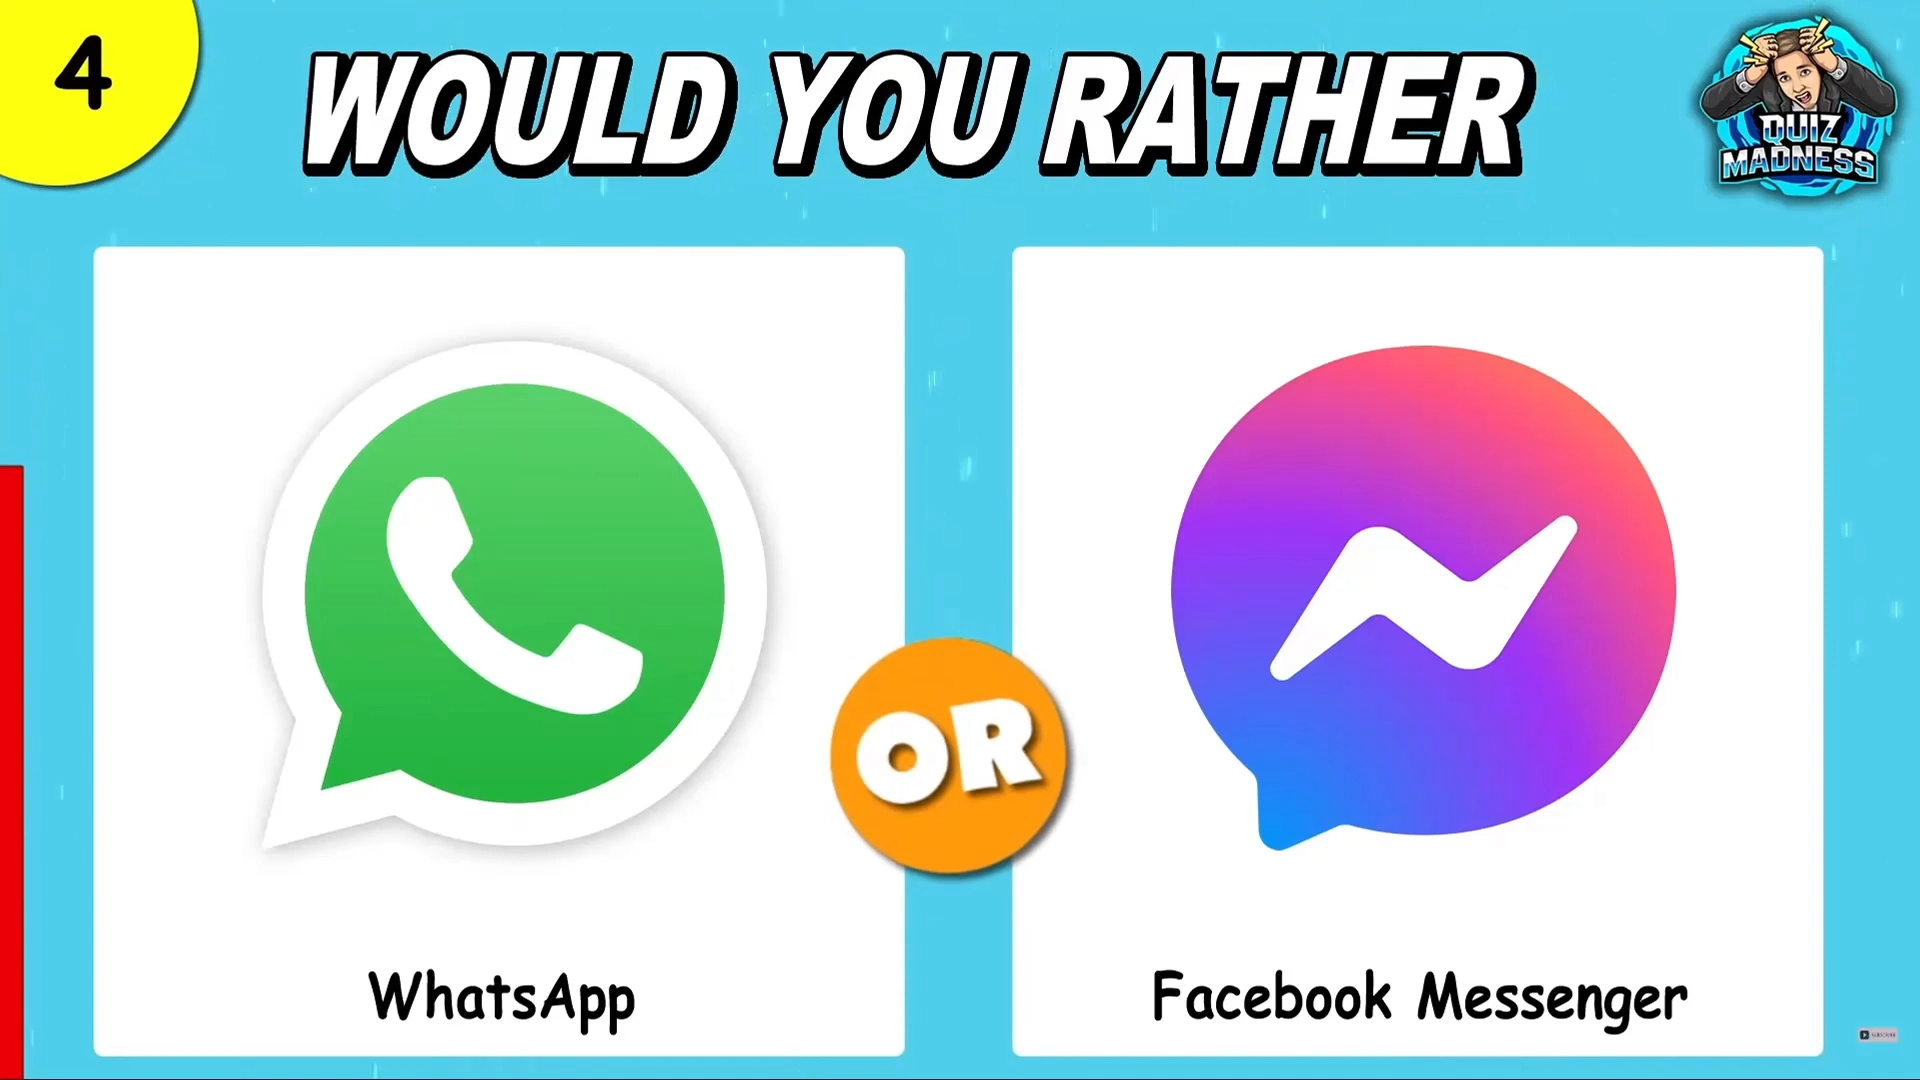 4
WOULD YOU RATHER
QUIZ
MADNESS
OR
WhatsApp
Facebook Messenger